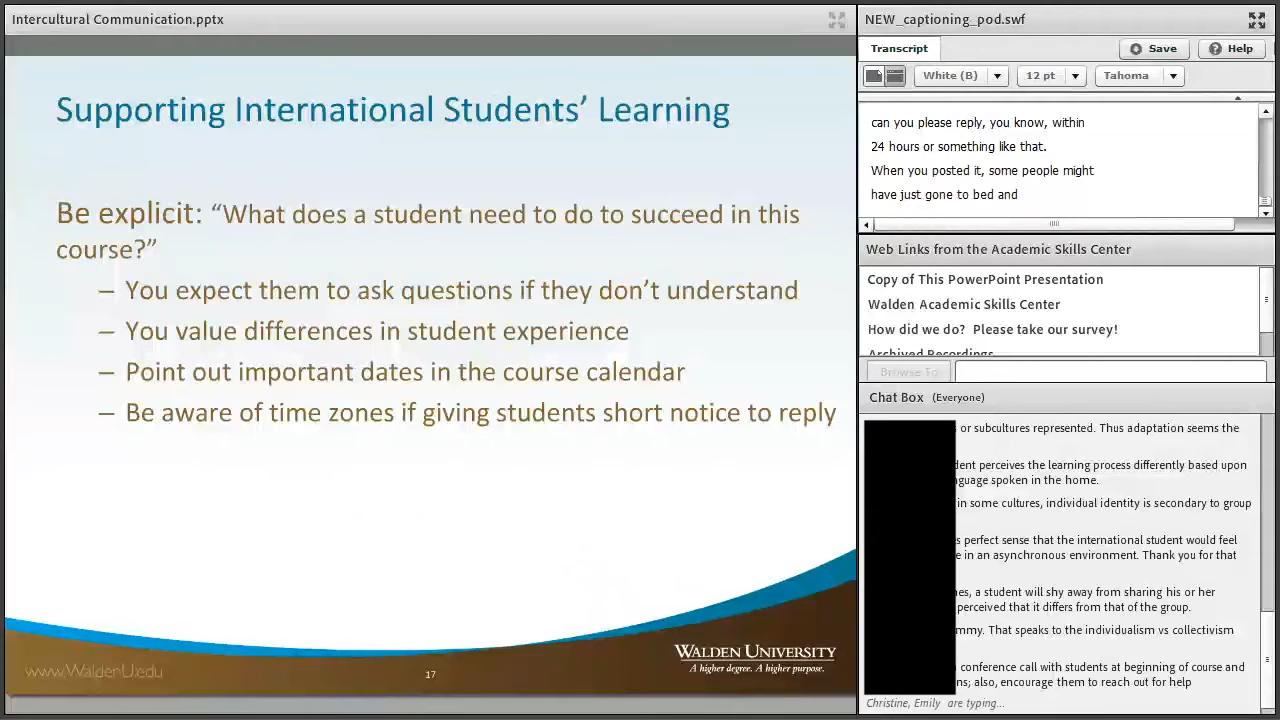 Intercultural Communication.pptx
Supporting International Students’ Learning
Be explicit: “What does a student need to do to succeed in this
course?”
– You expect them to ask questions if they don’t understand
– You value differences in student experience
– Point out important dates in the course calendar
– Be aware of time zones if giving students short notice to reply
www.WaldenU.edu
17
WALDEN UNIVERSITY
A higher degree. A higher purpose.
NEW_captioning_pod.swf
Transcript
Save
Help
White (B)
12 pt
Tahoma
can you please reply, you know, within
24 hours or something like that.
When you posted it, some people might
have just gone to bed and
Web Links from the Academic Skills Center
Copy of This PowerPoint Presentation
Walden Academic Skills Center
How did we do? Please take our survey!
Archived Recordings
Browse To
Chat Box (Everyone)
or subcultures represented. Thus adaptation seems the
dent perceives the learning process differently based upon
guage spoken in the home.
in some cultures, individual identity is secondary to group
s perfect sense that the international student would feel
e in an asynchronous environment. Thank you for that
nes, a student will shy away from sharing his or her
perceived that it differs from that of the group.
mmy. That speaks to the individualism vs collectivism
conference call with students at beginning of course and
ns; also, encourage them to reach out for help
Christine, Emily are typing...